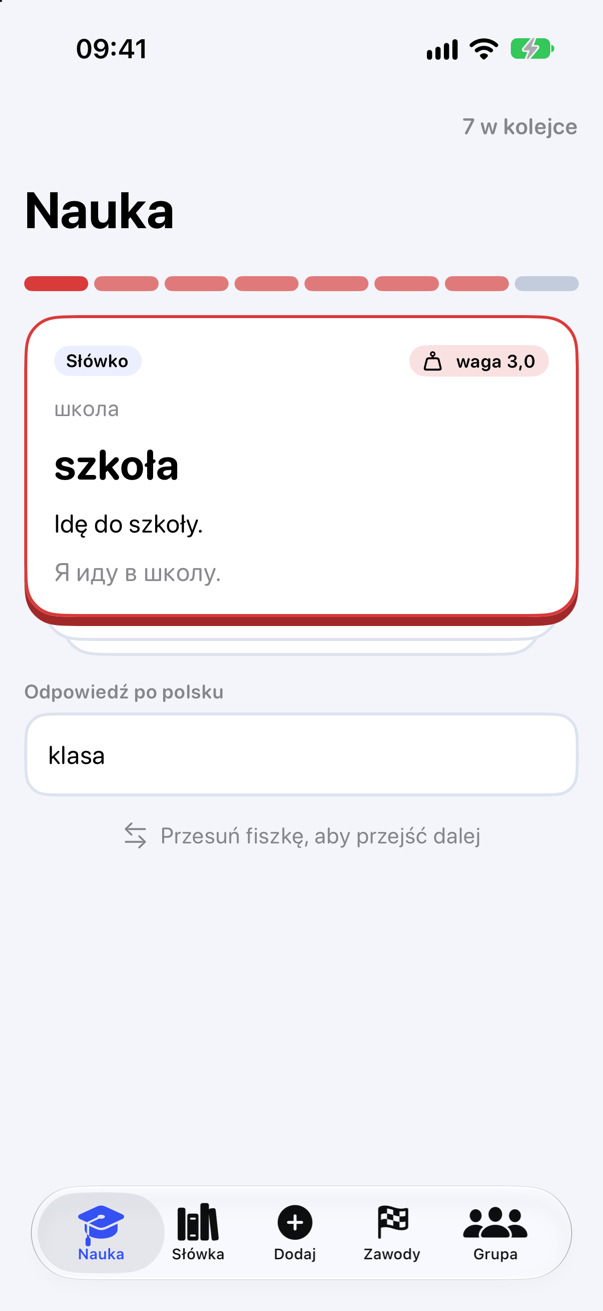 09:41
7 w kolejce
Nauka
Słówko
waga 3,0
школа
szkoła
Idę do szkoły.
Я иду в школу.
Odpowiedź po polsku
klasa
Przesuń fiszkę, aby przejść dalej
Nauka
Słówka
Dodaj
Zawody
Grupa